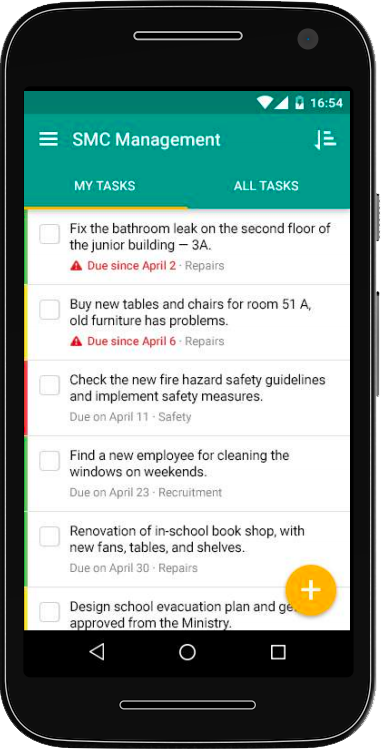 16:54
SMC Management
MY TASKS
ALL TASKS
Fix the bathroom leak on the second floor of
the junior building — 3A.
Due since April 2 · Repairs
Buy new tables and chairs for room 51 A,
old furniture has problems.
Due since April 6 · Repairs
Check the new fire hazard safety guidelines
and implement safety measures.
Due on April 11 · Safety
Find a new employee for cleaning the
windows on weekends.
Due on April 23 · Recruitment
Renovation of in-school book shop, with
new fans, tables, and shelves.
Due on April 30 · Repairs
Design school evacuation plan and
approved from the Ministry.